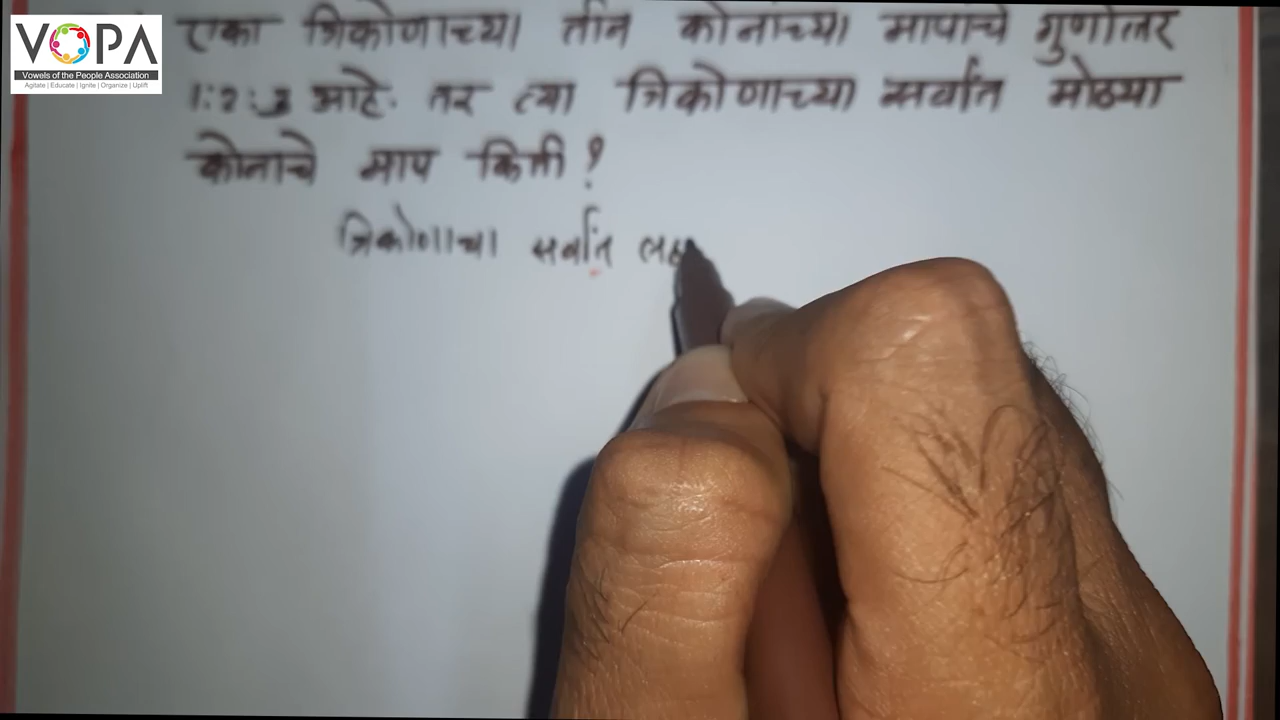 VOPA
Vowels of the People Association
Agitate | Educate | Ignite | Organize | Uplift
एका त्रिकोणाच्या तीन कोनांच्या मापांचे गुणोत्तर
1:2:3 आहे. तर त्या त्रिकोणाच्या सर्वात मोठ्या
कोनाचे माप किती?
त्रिकोणाचा सर्वात